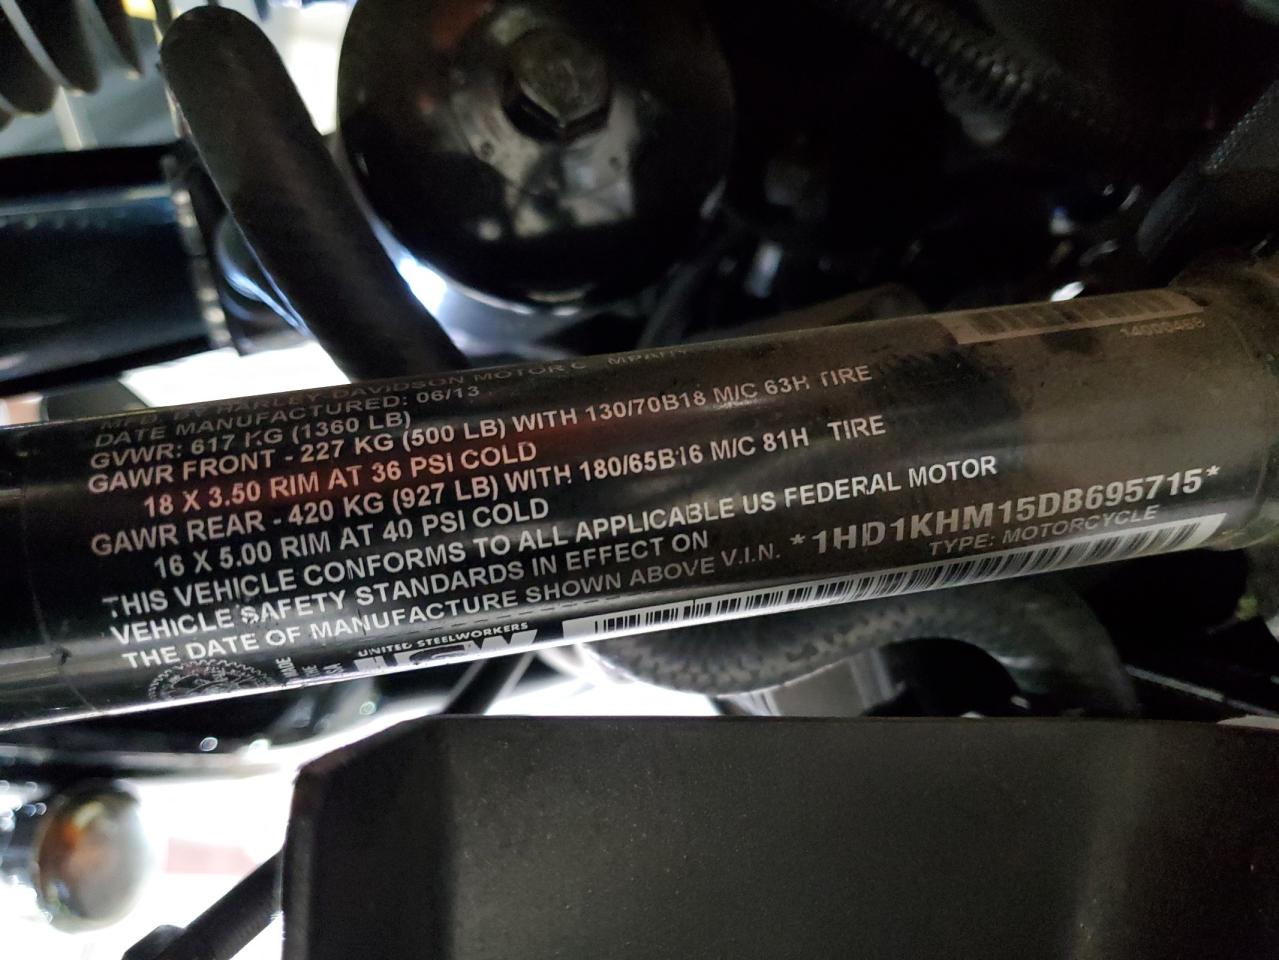 14000468
BY HARLEY-DAVIDSON MOTOR C MPANY
DATE MANUFACTURED: 06/13
GVWR: 617 KG (1360 LB)
GAWR FRONT - 227 KG (500 LB) WITH 130/70B18 M/C 63H TIRE
18 X 3.50 RIM AT 36 PSI COLD
GAWR REAR - 420 KG (927 LB) WITH 180/65B16 M/C 81H TIRE
16 X 5.00 RIM AT 40 PSI COLD
THIS VEHICLE CONFORMS TO ALL APPLICABLE US FEDERAL MOTOR
VEHICLE SAFETY STANDARDS IN EFFECT ON
THE DATE OF MANUFACTURE SHOWN ABOVE V.I.N. *1HD1KHM15DB695715*
TYPE: MOTORCYCLE
UNITED STEELWORKERS